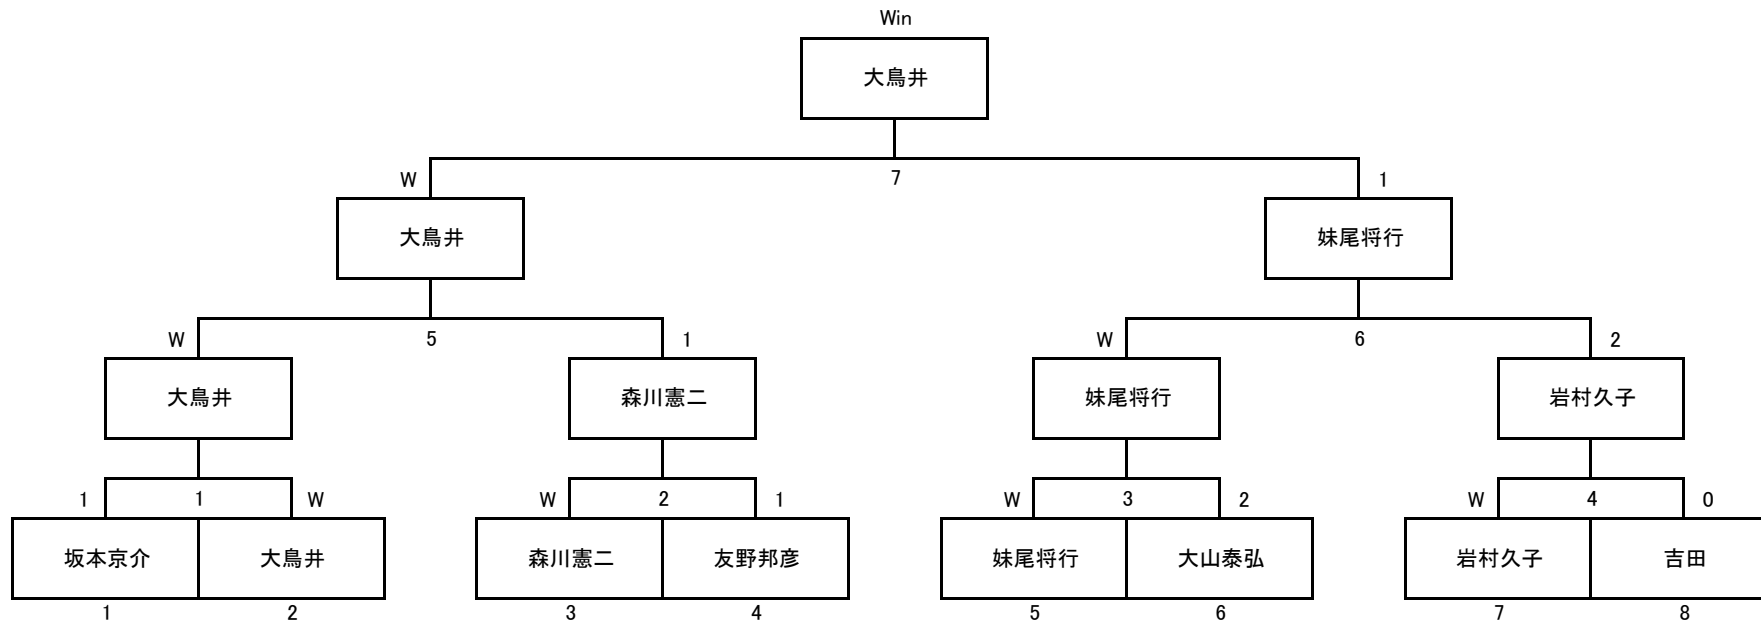 Win
大鳥井
W 7 1
大鳥井 妹尾将行
W 5 1 W 6 2
大鳥井 森川憲二 妹尾将行 岩村久子
1 1 W W 2 1 W 3 2 W 4 0
坂本京介 大鳥井 森川憲二 友野邦彦 妹尾将行 大山泰弘 岩村久子 吉田
1 2 3 4 5 6 7 8